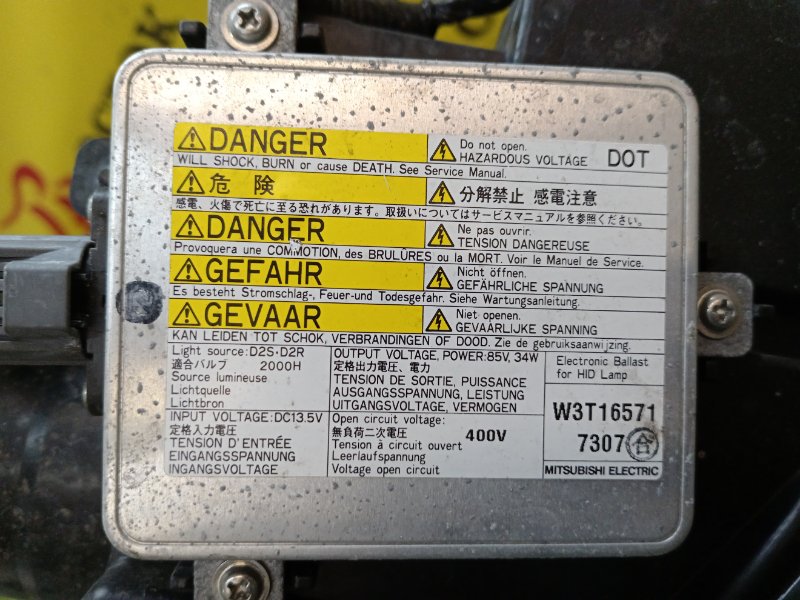 DANGER
Do not open.
HAZARDOUS VOLTAGE
DOT
WILL SHOCK, BURN or cause DEATH. See Service Manual.
危 険
分解禁止 感電注意
感電、火傷で死亡に至る恐れがあります。取扱いについてはサービスマニュアルを参照ください。
DANGER
Ne pas ouvrir.
TENSION DANGEREUSE
Provoquera une COMMOTION, des BRULÛRES ou la MORT. Voir le Manuel de Service.
GEFAHR
Nicht öffnen.
GEFÄHRLICHE SPANNUNG
Es besteht Stromschlag-, Feuer-und Todesgefahr. Siehe Wartungsanleitung.
GEVAAR
Niet openen.
GEVAARLIJKE SPANNING
KAN LEIDEN TOT SCHOK, VERBRANDINGEN OF DOOD. Zie de gebruiksaanwijzing.
Light source:D2S・D2R
適合バルブ 2000H
Source lumineuse
Lichtquelle
Lichtbron
OUTPUT VOLTAGE, POWER:85V, 34W
定格出力電圧、電力
TENSION DE SORTIE, PUISSANCE
AUSGANGSSPANNUNG, LEISTUNG
UITGANGSVOLTAGE, VERMOGEN
Electronic Ballast
for HID Lamp
INPUT VOLTAGE:DC13.5V
定格入力電圧
TENSION D'ENTRÉE
EINGANGSSPANNUNG
INGANGSVOLTAGE
Open circuit voltage:
無負荷二次電圧 400V
Tension à circuit ouvert
Leerlaufspannung
Voltage open circuit
W3T16571
7307 合
MITSUBISHI ELECTRIC